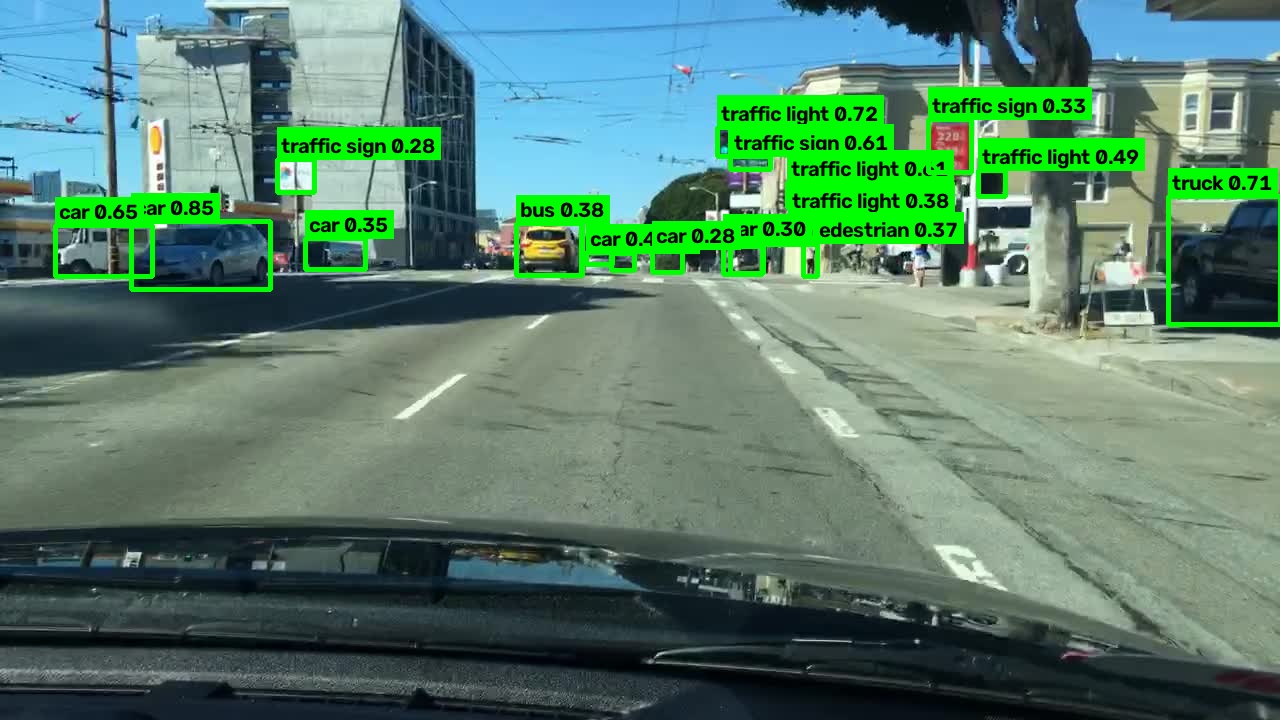 traffic light 0.72
traffic sign 0.33
traffic sign 0.28
traffic sign 0.61
traffic light 0.49
traffic light
truck 0.71
traffic light 0.38
car 0.65
car 0.85
bus 0.38
car 0.35
car 0.4
car 0.28
ar 0.30
edestrian 0.37